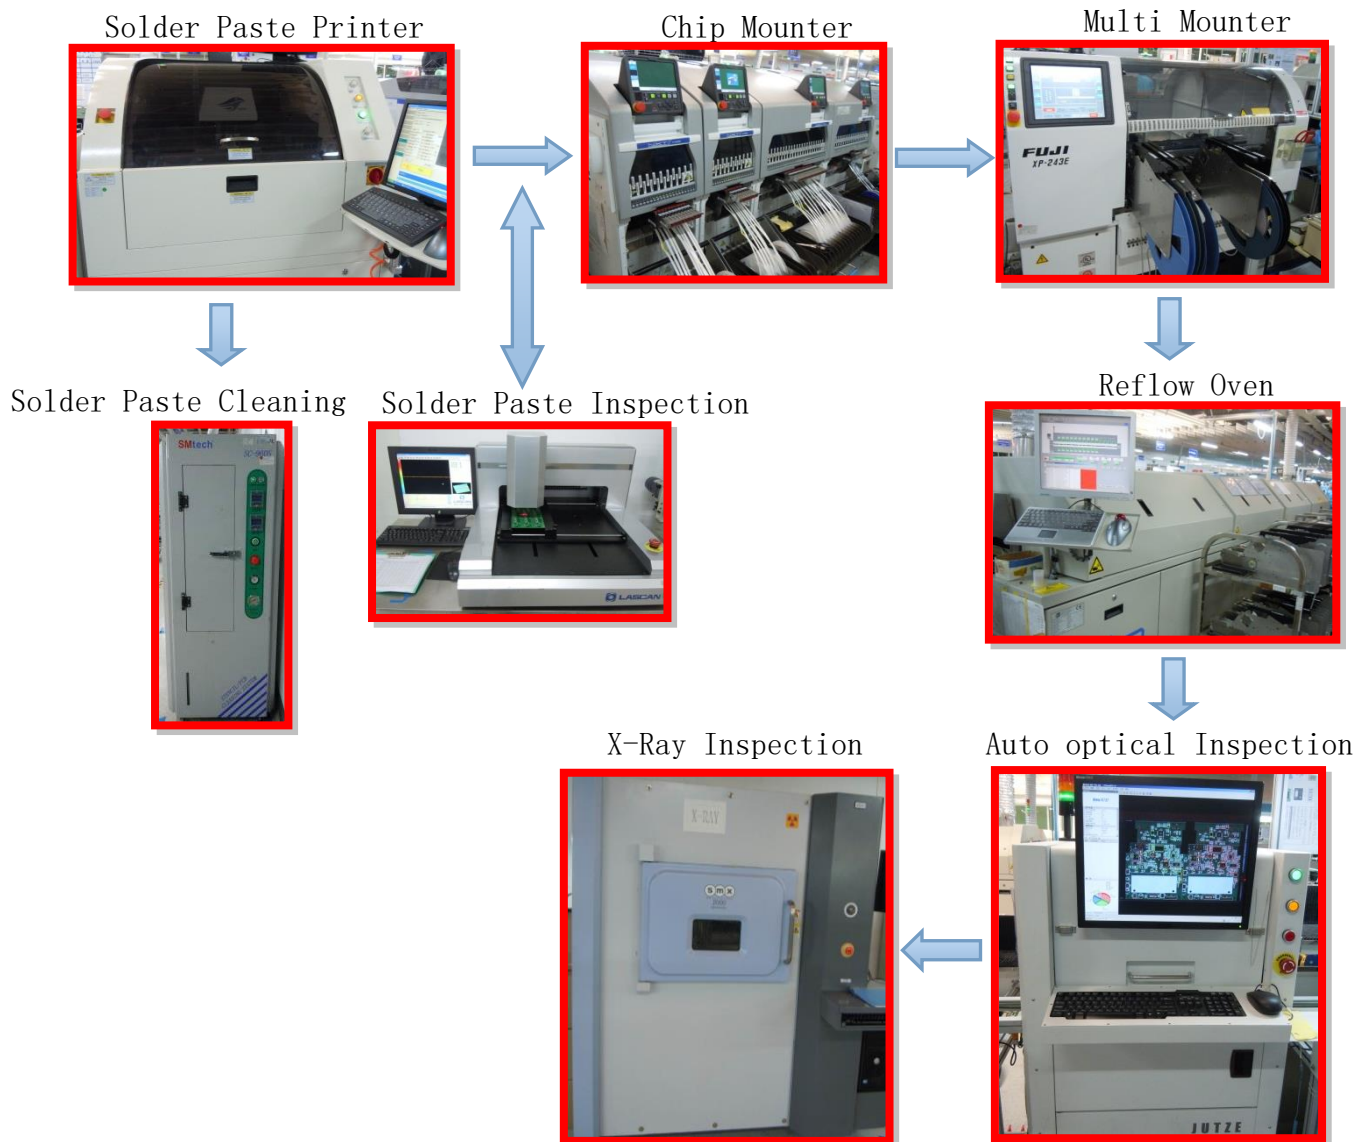 Solder Paste Printer
Chip Mounter
Multi Mounter
FUJI
XP-243E
Solder Paste Cleaning
Solder Paste Inspection
Reflow Oven
SMtech
LASCAN
X-Ray Inspection
Auto optical Inspection
X-RAY
smx
JUTZE